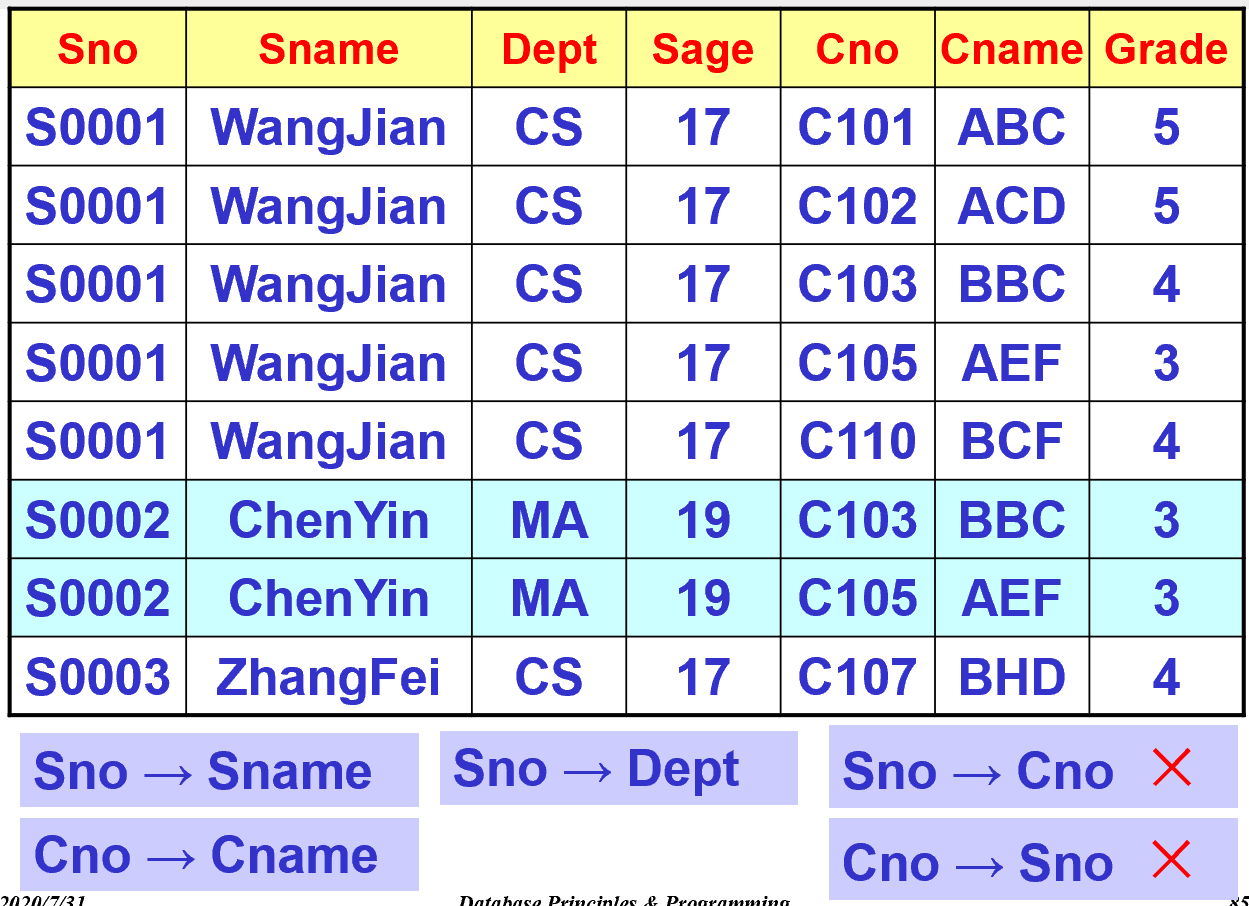 Sno Sname Dept Sage Cno Cname Grade
S0001 WangJian CS 17 C101 ABC 5
S0001 WangJian CS 17 C102 ACD 5
S0001 WangJian CS 17 C103 BBC 4
S0001 WangJian CS 17 C105 AEF 3
S0001 WangJian CS 17 C110 BCF 4
S0002 ChenYin MA 19 C103 BBC 3
S0002 ChenYin MA 19 C105 AEF 3
S0003 ZhangFei CS 17 C107 BHD 4
Sno → Sname Sno → Dept Sno → Cno ×
Cno → Cname Cno → Sno ×
2020/7/31 Database Principles & Programming 85